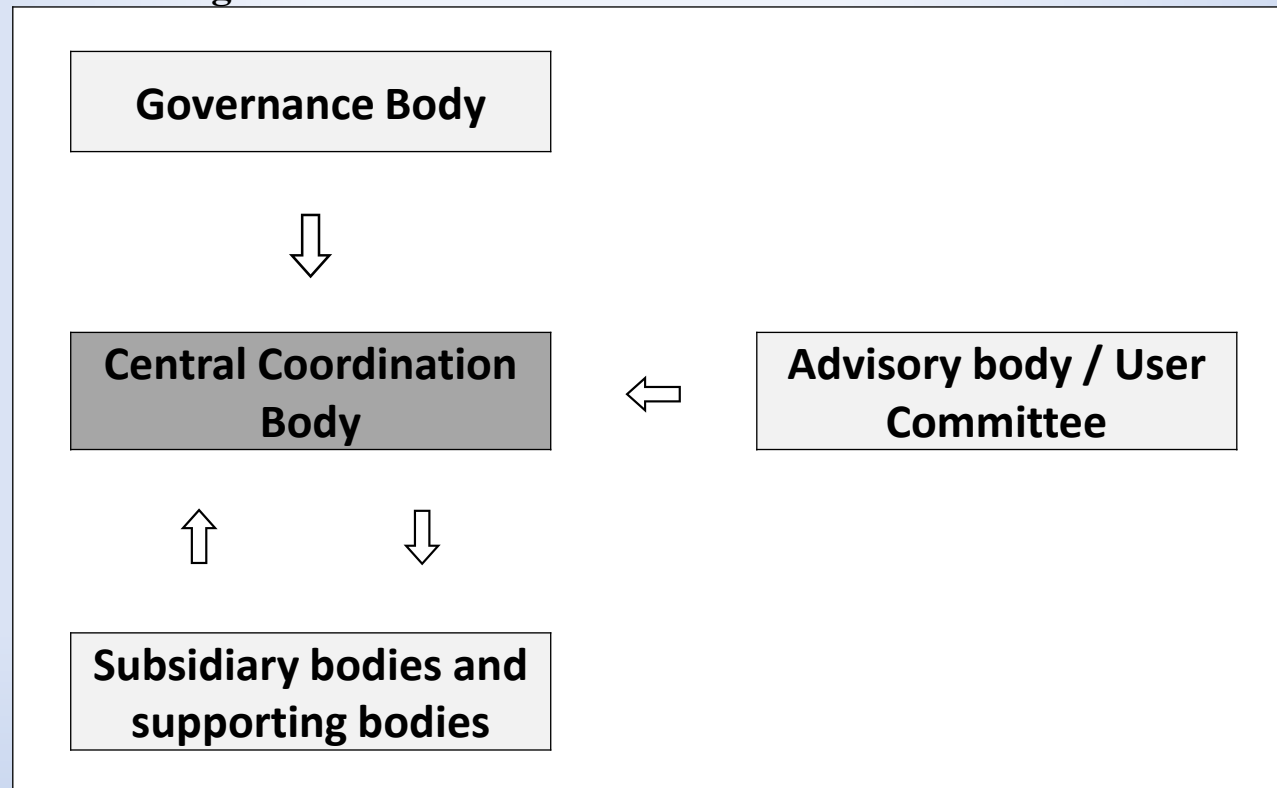 Governance Body
Central Coordination
Body
Advisory body / User
Committee
Subsidiary bodies and
supporting bodies